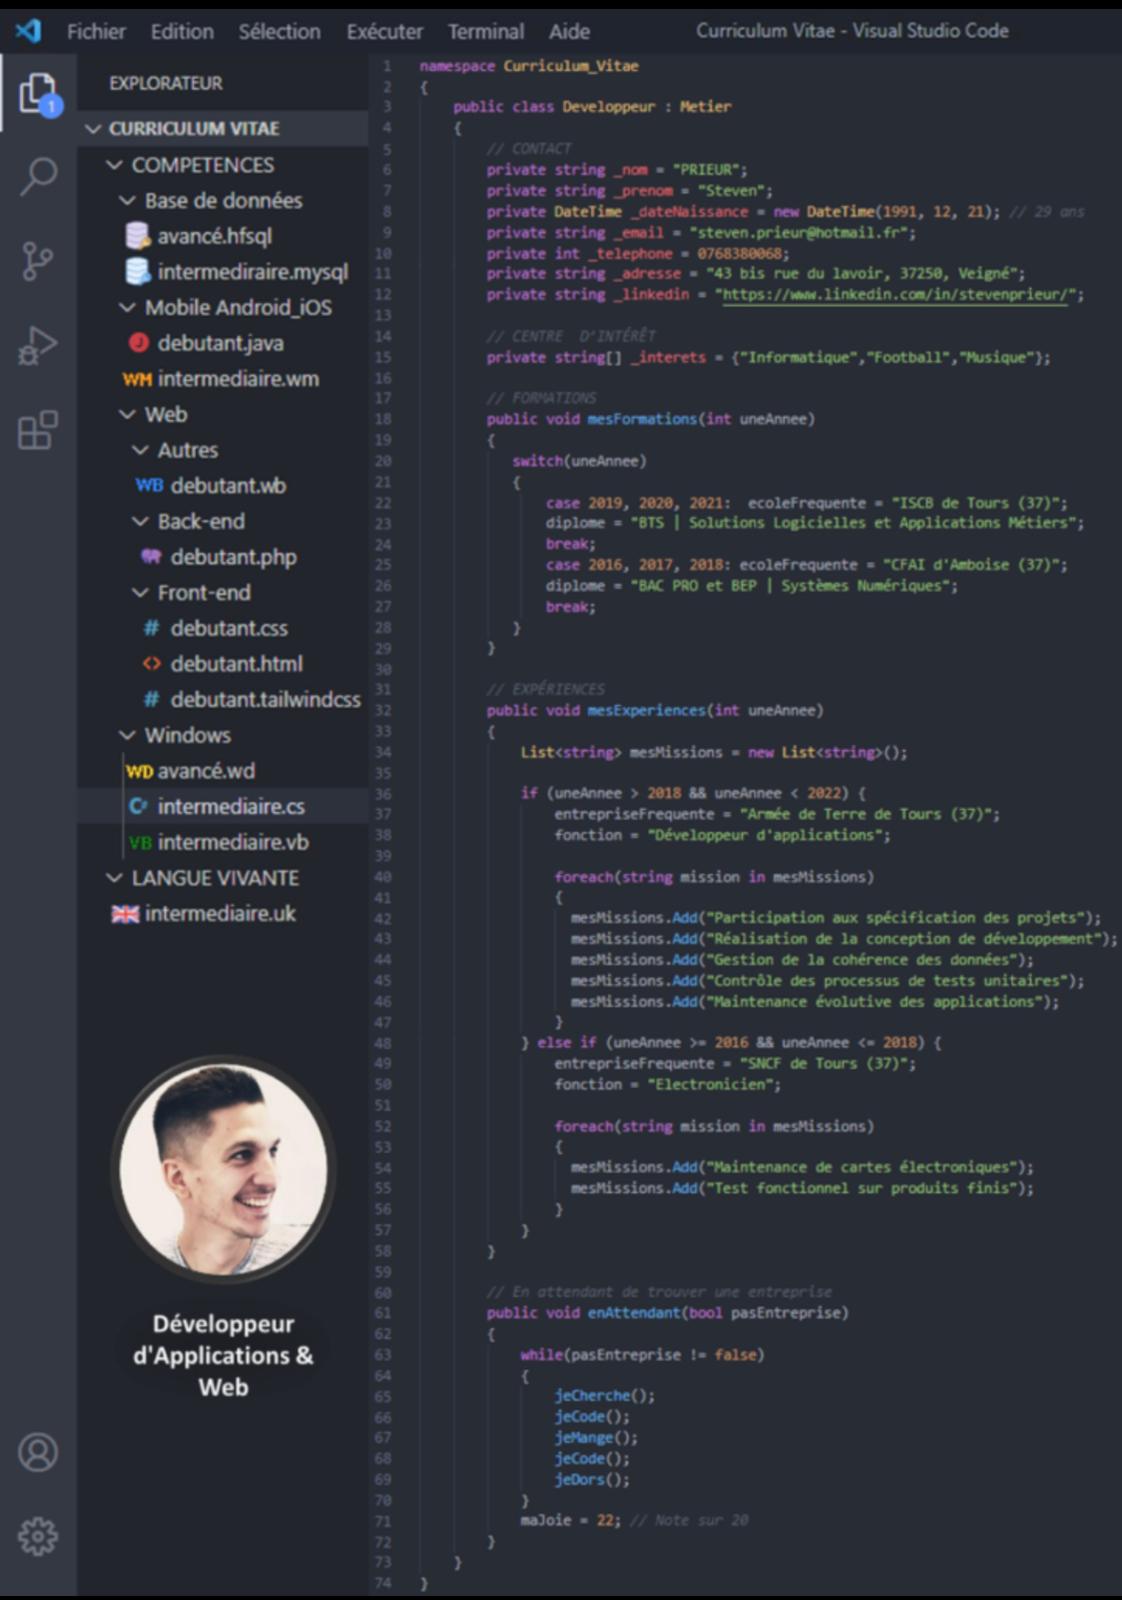 Fichier Edition Sélection Exécuter Terminal Aide Curriculum Vitae - Visual Studio Code
1
EXPLORATEUR
CURRICULUM VITAE
COMPETENCES
Base de données
avancé.hfsql
intermediraire.mysql
Mobile Android_iOS
J debutant.java
WM intermediaire.wm
Web
Autres
WB debutant.wb
Back-end
debutant.php
Front-end
# debutant.css
<> debutant.html
# debutant.tailwindcss
Windows
WD avancé.wd
C# intermediaire.cs
VB intermediaire.vb
LANGUE VIVANTE
intermediaire.uk
Développeur
d'Applications &
Web
1 namespace Curriculum_Vitae
2 {
3 public class Developpeur : Metier
4 {
5 // CONTACT
6 private string _nom = "PRIEUR";
7 private string _prenom = "Steven";
8 private DateTime _dateNaissance = new DateTime(1991, 12, 21); // 29 ans
9 private string _email = "steven.prieur@hotmail.fr";
10 private int _telephone = 0768380068;
11 private string _adresse = "43 bis rue du lavoir, 37250, Veigné";
12 private string _linkedin = "https://www.linkedin.com/in/stevenprieur/";
13
14 // CENTRE D'INTÉRÊT
15 private string[] _interets = {"Informatique","Football","Musique"};
16
17 // FORMATIONS
18 public void mesFormations(int uneAnnee)
19 {
20 switch(uneAnnee)
21 {
22 case 2019, 2020, 2021: ecoleFrequente = "ISCB de Tours (37)";
23 diplome = "BTS | Solutions Logicielles et Applications Métiers";
24 break;
25 case 2016, 2017, 2018: ecoleFrequente = "CFAI d'Amboise (37)";
26 diplome = "BAC PRO et BEP | Systèmes Numériques";
27 break;
28 }
29 }
30
31 // EXPÉRIENCES
32 public void mesExperiences(int uneAnnee)
33 {
34 List<string> mesMissions = new List<string>();
35
36 if (uneAnnee > 2018 && uneAnnee < 2022) {
37 entrepriseFrequente = "Armée de Terre de Tours (37)";
38 fonction = "Développeur d'applications";
39
40 foreach(string mission in mesMissions)
41 {
42 mesMissions.Add("Participation aux spécification des projets");
43 mesMissions.Add("Réalisation de la conception de développement");
44 mesMissions.Add("Gestion de la cohérence des données");
45 mesMissions.Add("Contrôle des processus de tests unitaires");
46 mesMissions.Add("Maintenance évolutive des applications");
47 }
48 } else if (uneAnnee >= 2016 && uneAnnee <= 2018) {
49 entrepriseFrequente = "SNCF de Tours (37)";
50 fonction = "Electronicien";
51
52 foreach(string mission in mesMissions)
53 {
54 mesMissions.Add("Maintenance de cartes électroniques");
55 mesMissions.Add("Test fonctionnel sur produits finis");
56 }
57 }
58 }
59
60 // En attendant de trouver une entreprise
61 public void enAttendant(bool pasEntreprise)
62 {
63 while(pasEntreprise != false)
64 {
65 jeCherche();
66 jeCode();
67 jeMange();
68 jeCode();
69 jeDors();
70 }
71 maJoie = 22; // Note sur 20
72 }
73 }
74 }